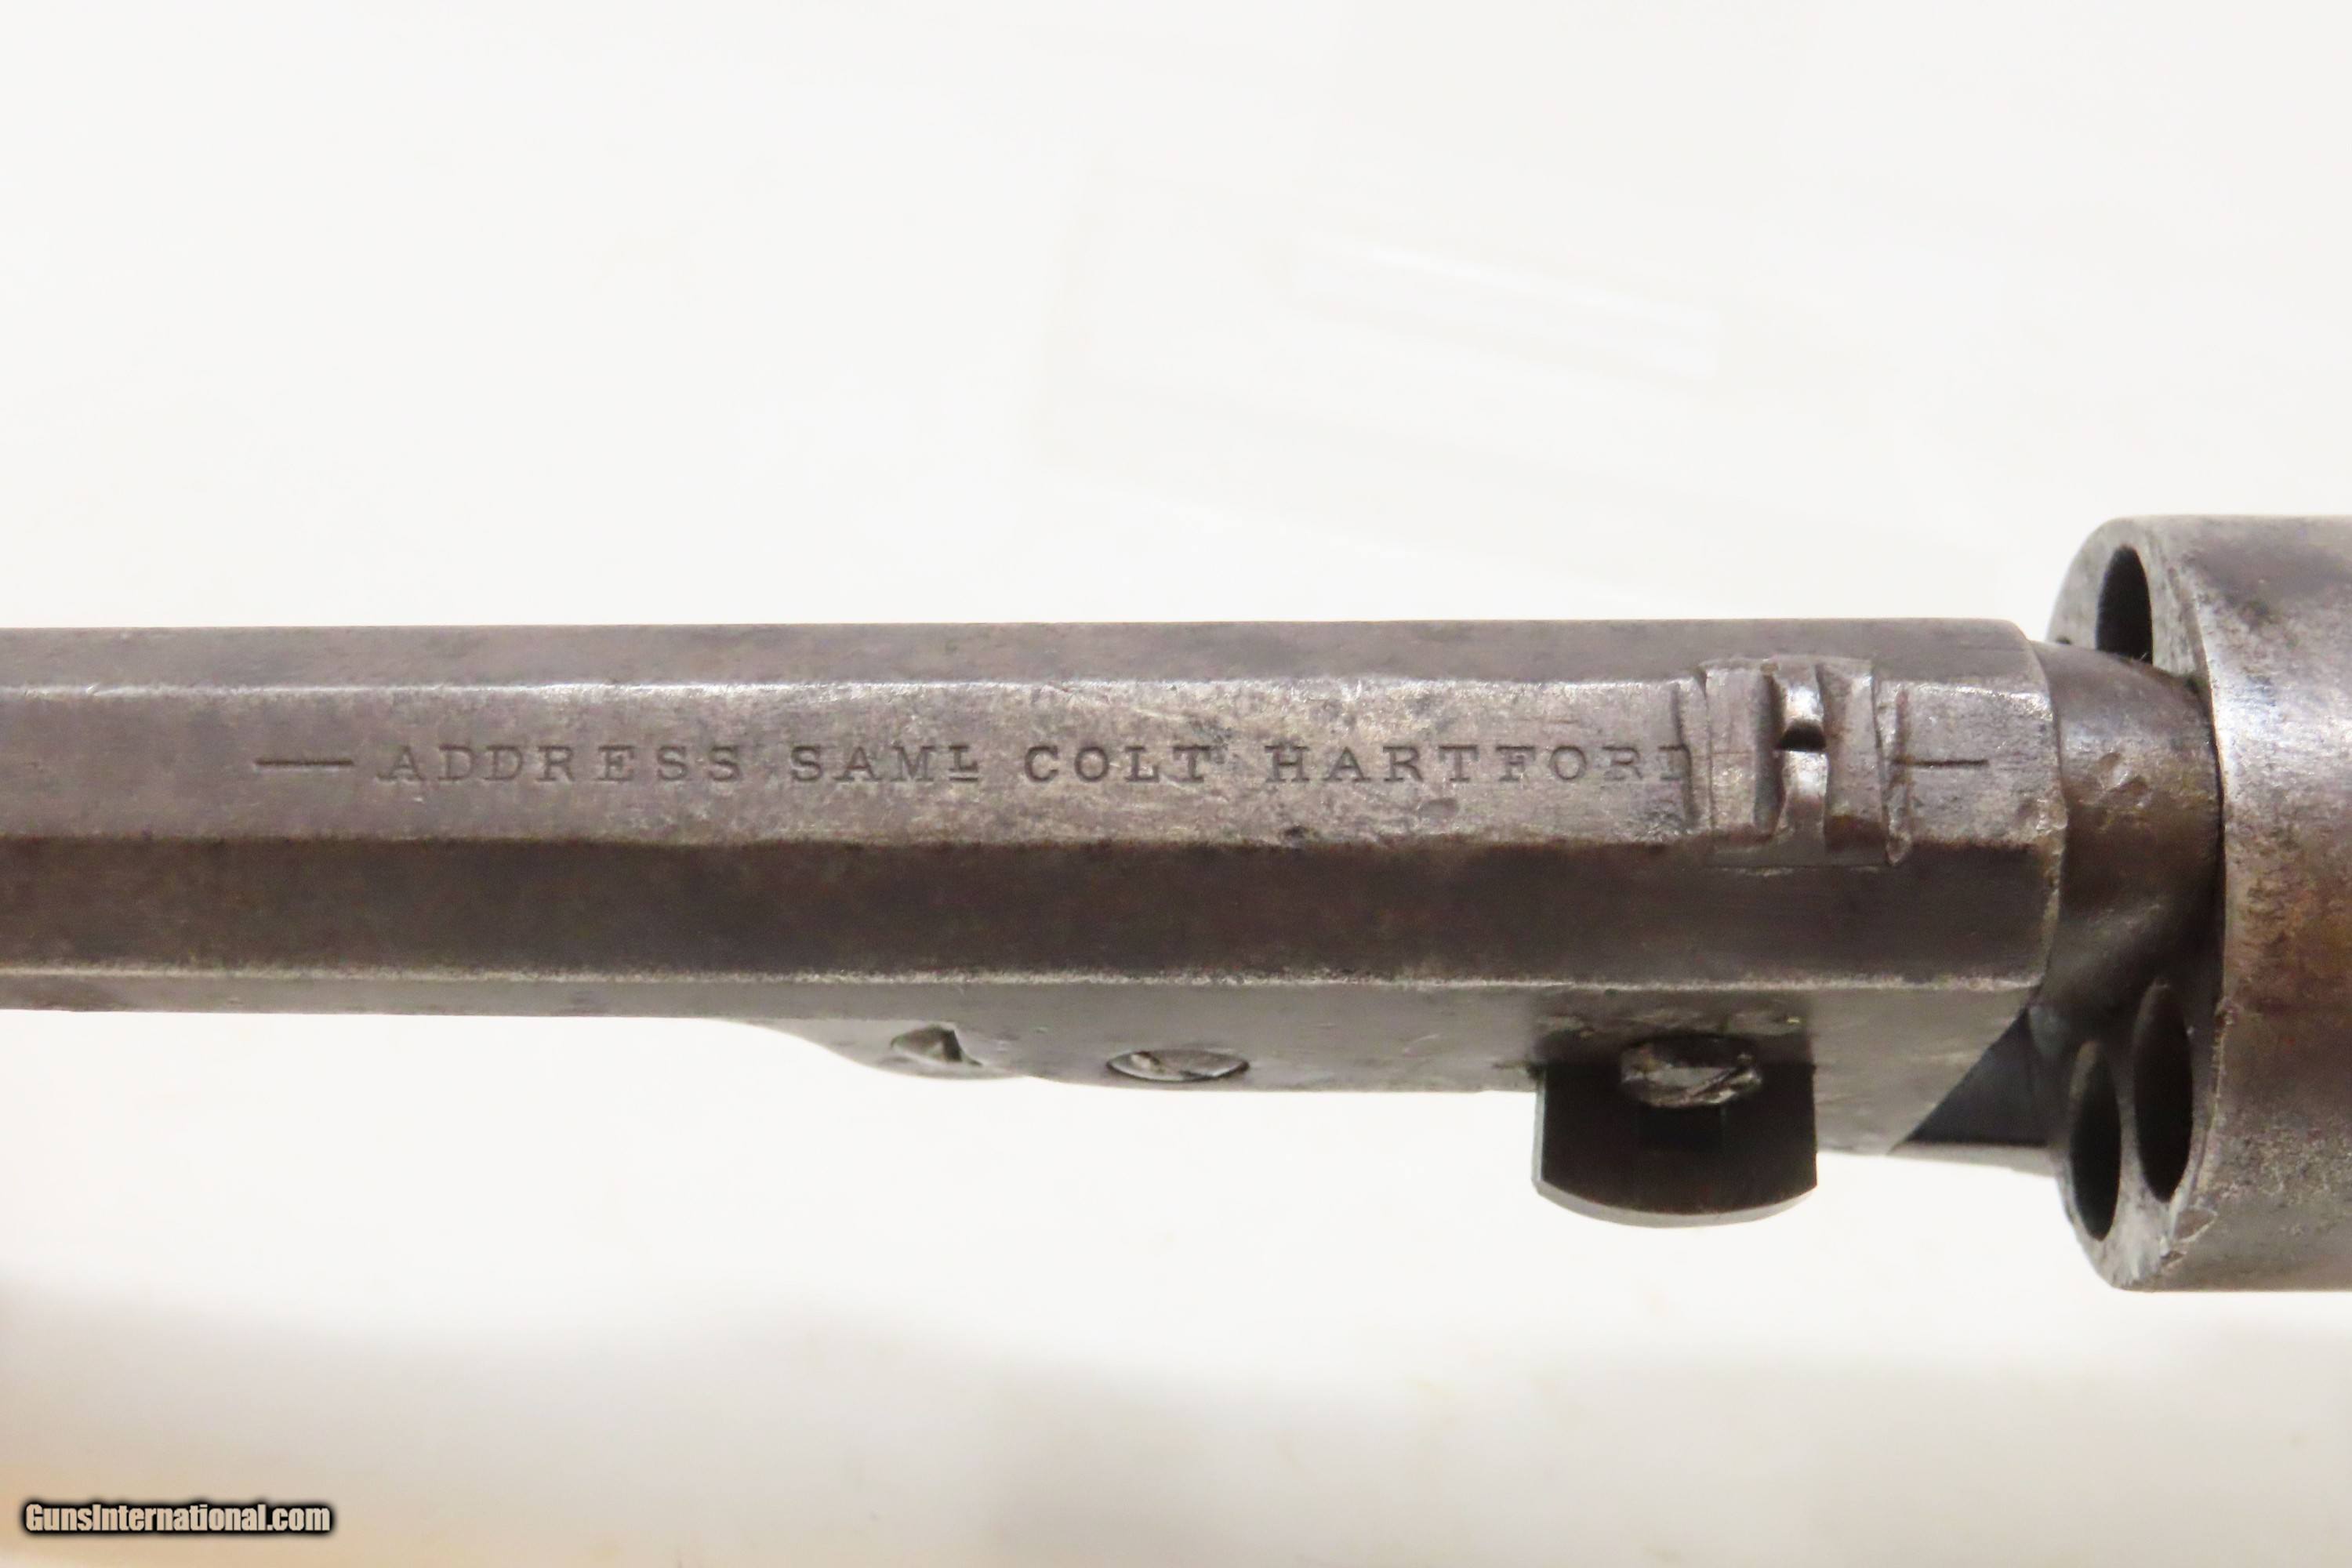 — ADDRESS SAML COLT HARTFORD —
GunsInternational.com